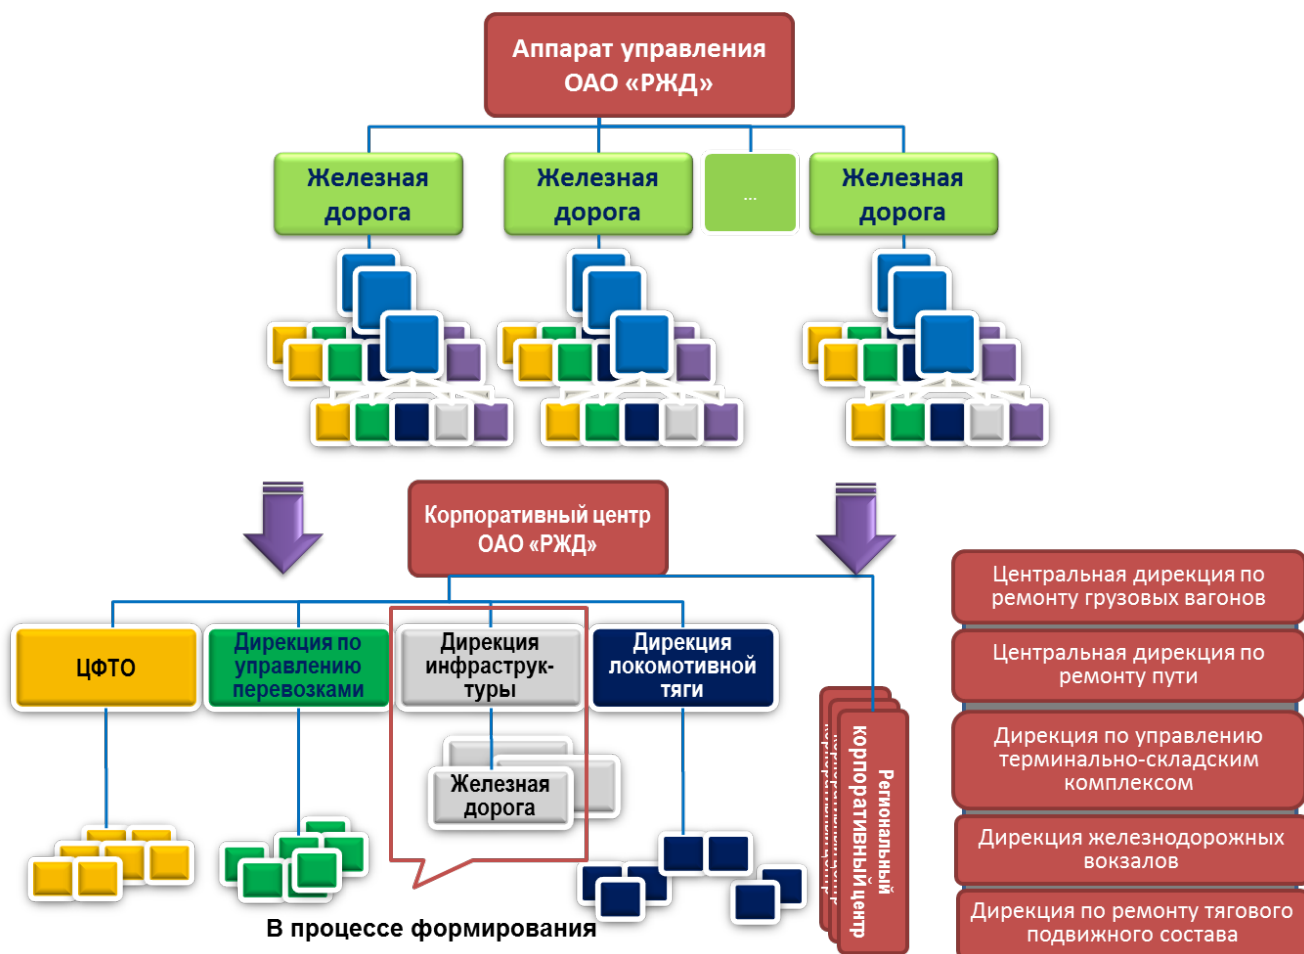 Аппарат управления
ОАО «РЖД»
Железная
дорога
Железная
дорога
...
Железная
дорога
Корпоративный центр
ОАО «РЖД»
ЦФТО
Дирекция по
управлению
перевозками
Дирекция
инфраструк-
туры
Дирекция
локомотивной
тяги
Железная
дорога
В процессе формирования
Региональный
корпоративный центр
Центральная дирекция по
ремонту грузовых вагонов
Центральная дирекция по
ремонту пути
Дирекция по управлению
терминально-складским
комплексом
Дирекция железнодорожных
вокзалов
Дирекция по ремонту тягового
подвижного состава